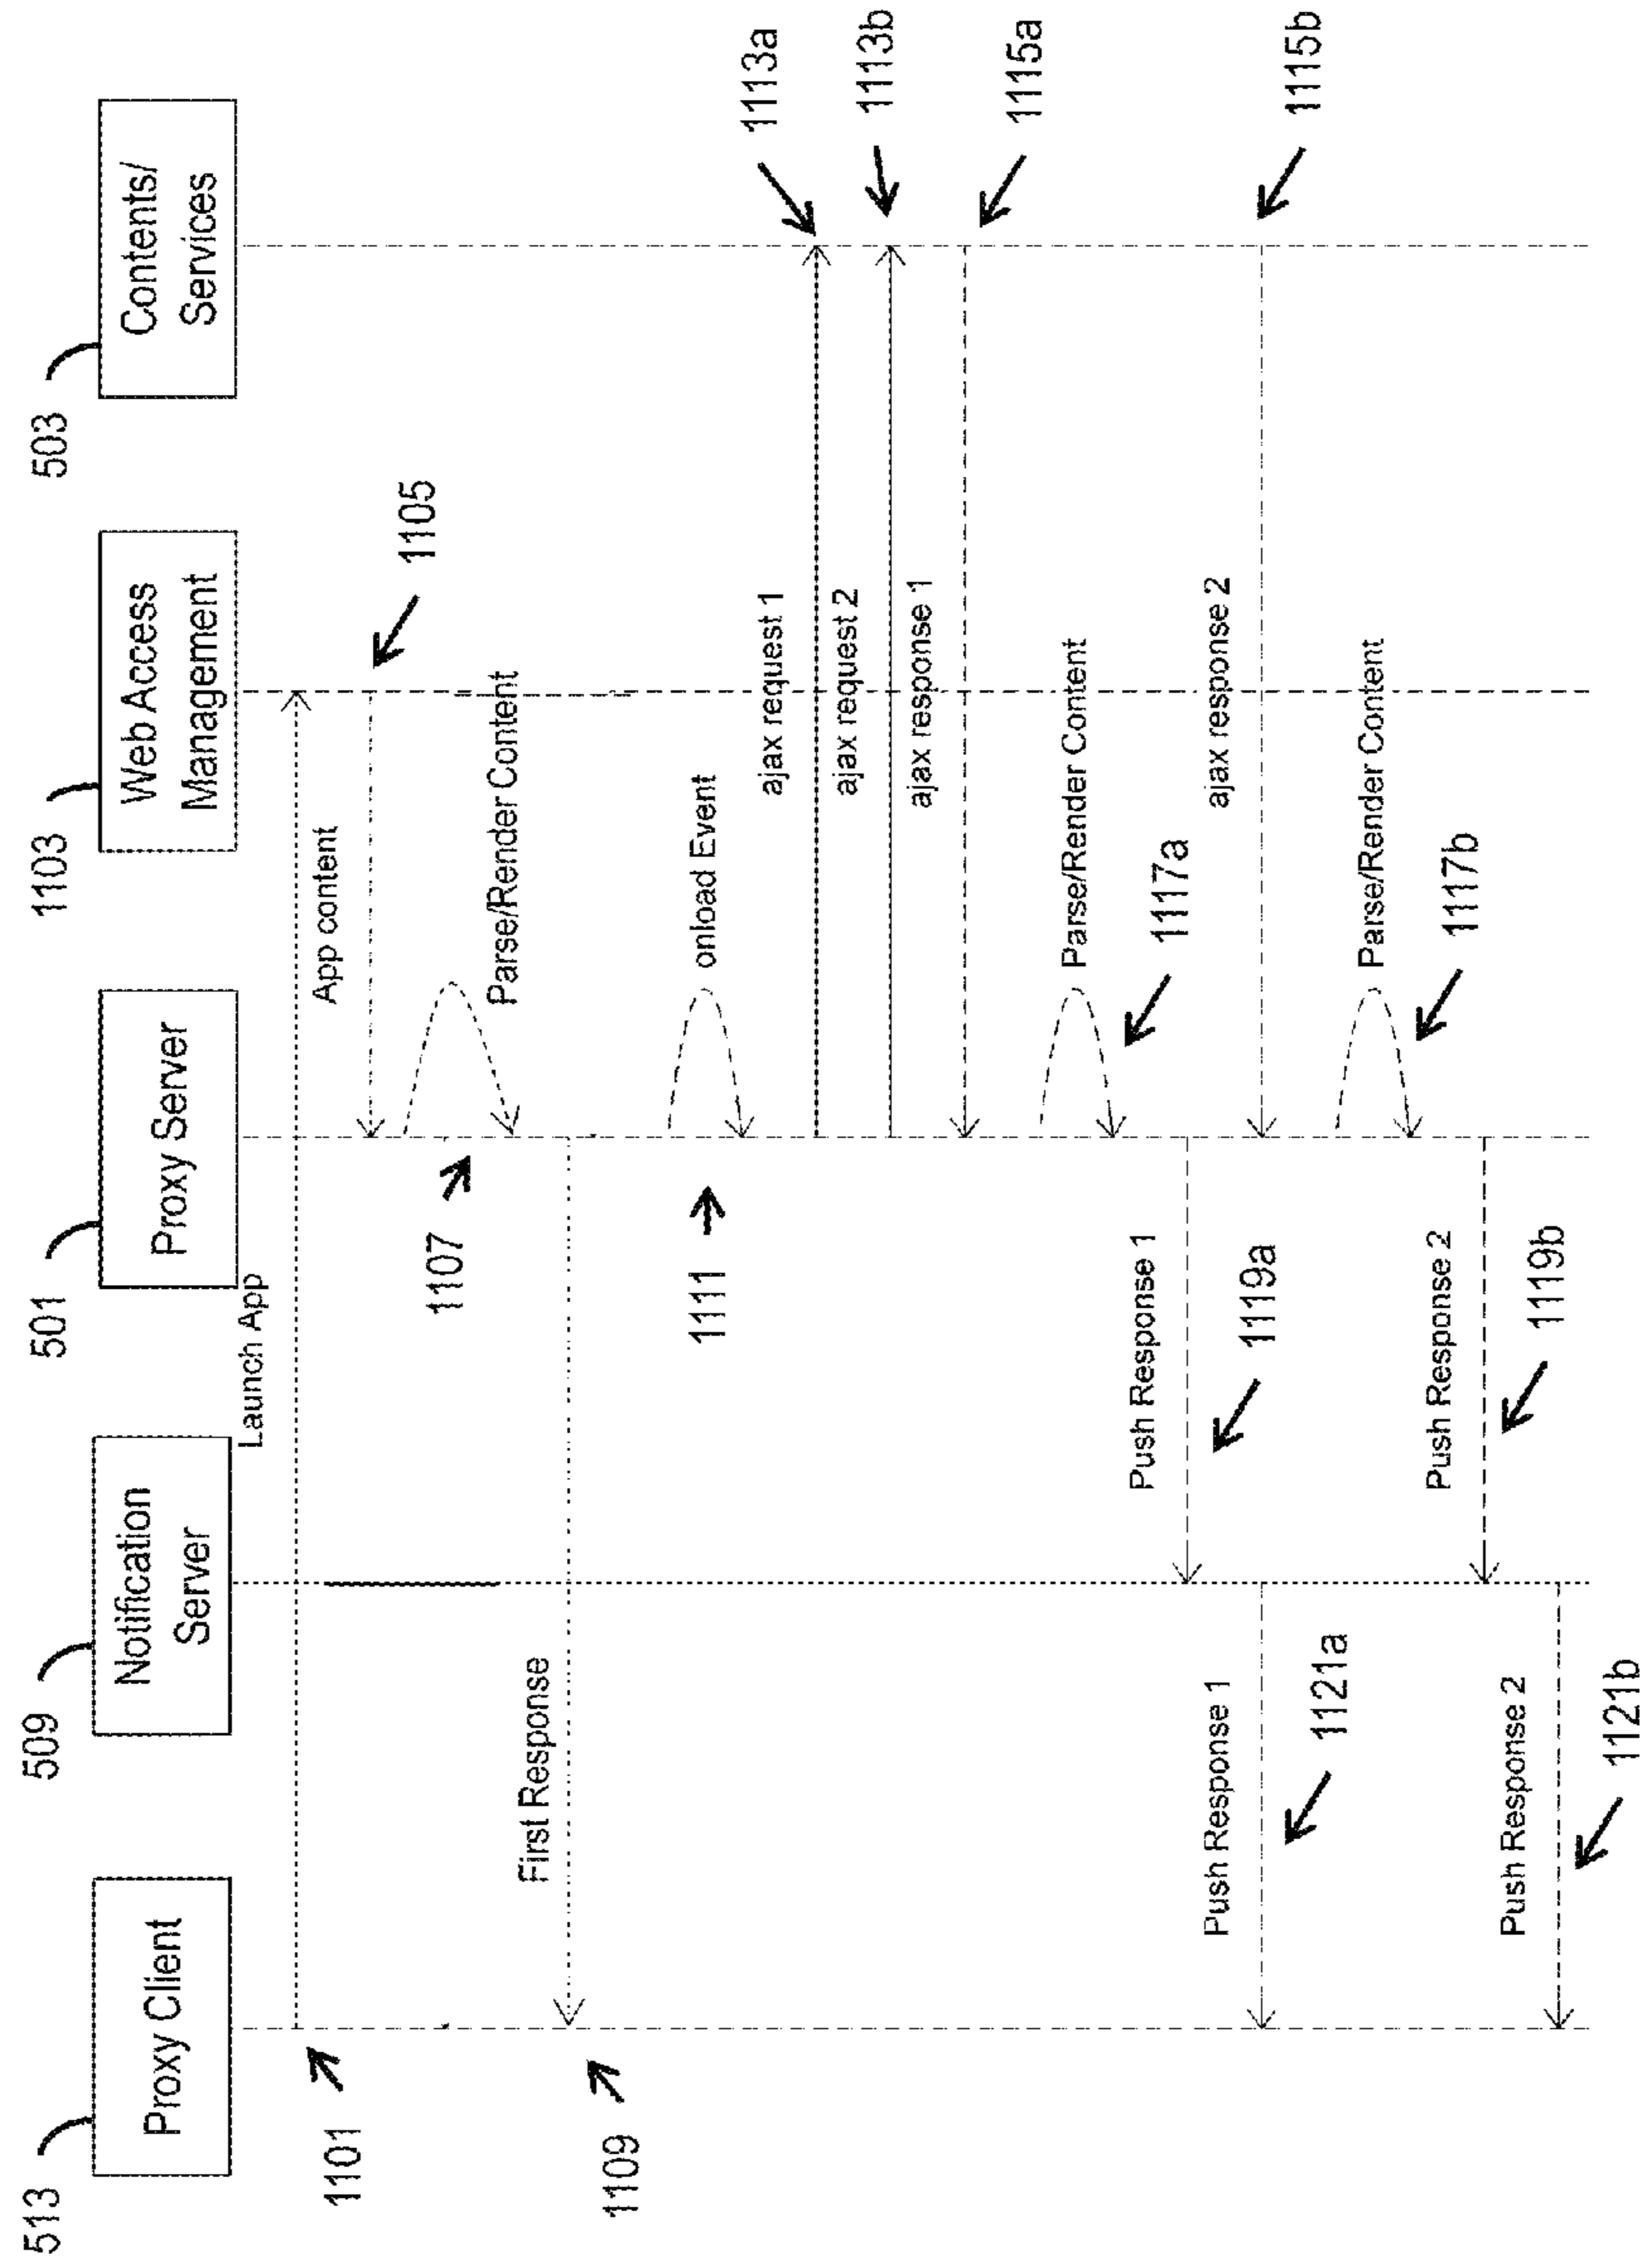 513
Proxy Client
509
Notification
Server
501
Proxy Server
1103
Web Access
Management
503
Contents/
Services
Launch App
1101
App content
1105
Parse/Render Content
1107
First Response
1109
onload Event
1111
ajax request 1
1113a
ajax request 2
1113b
ajax response 1
1115a
Parse/Render Content
1117a
Push Response 1
1119a
Push Response 1
1121a
ajax response 2
1115b
Parse/Render Content
1117b
Push Response 2
1119b
Push Response 2
1121b